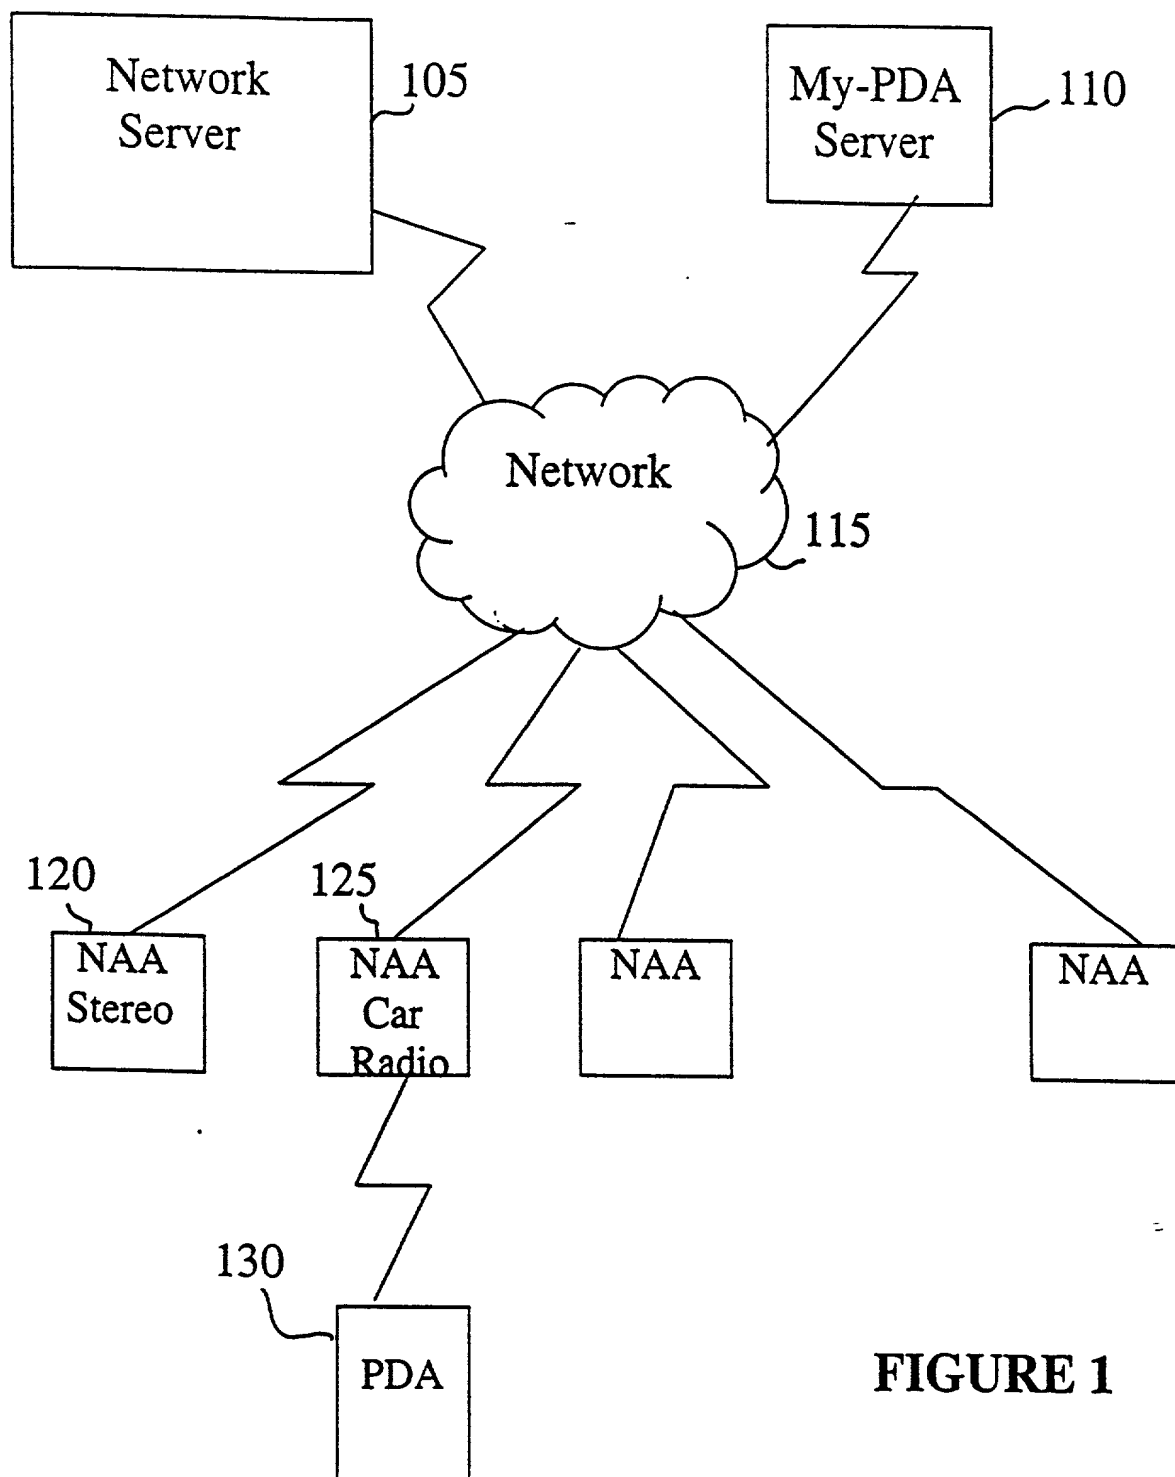 Network
Server
105
My-PDA
Server
110
Network
115
120
NAA
Stereo
125
NAA
Car
Radio
NAA
NAA
130
PDA
FIGURE 1